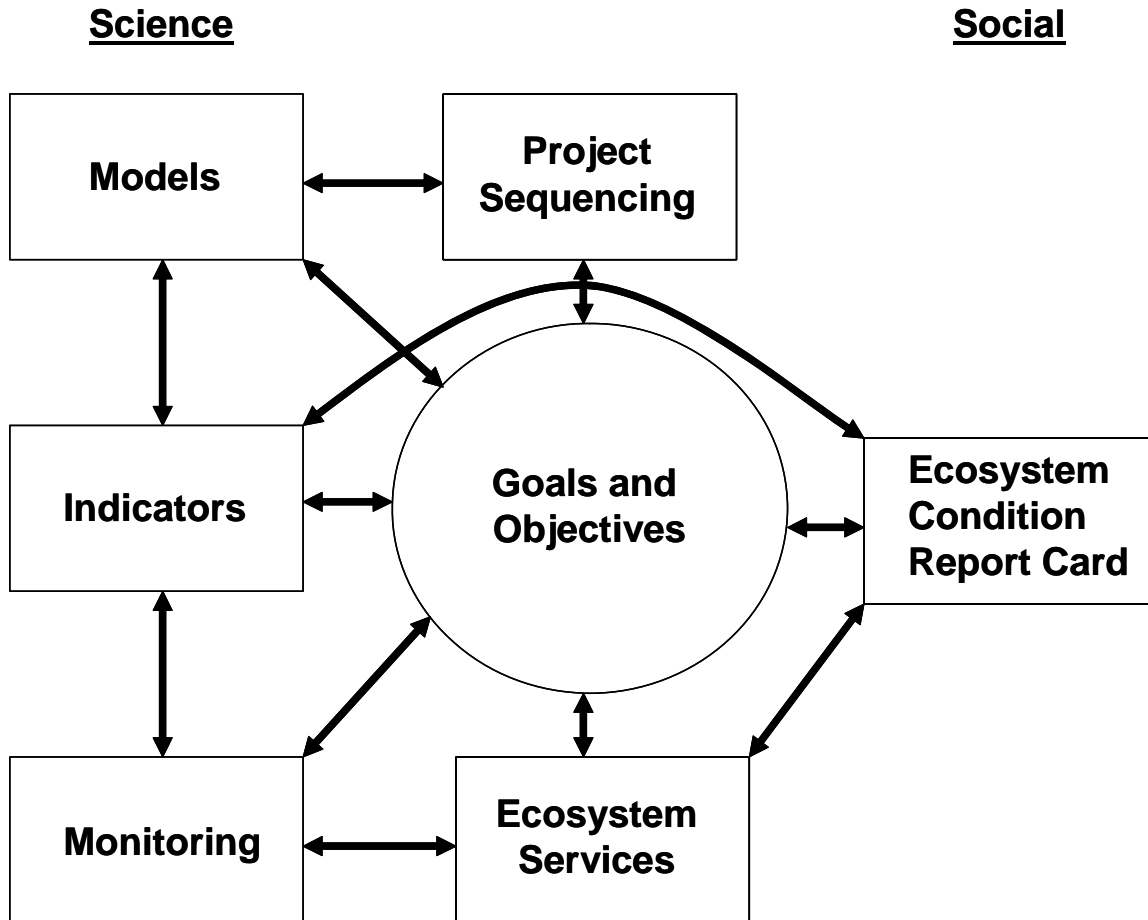 Science
Social
Models
Project
Sequencing
Indicators
Goals and
Objectives
Ecosystem
Condition
Report Card
Monitoring
Ecosystem
Services